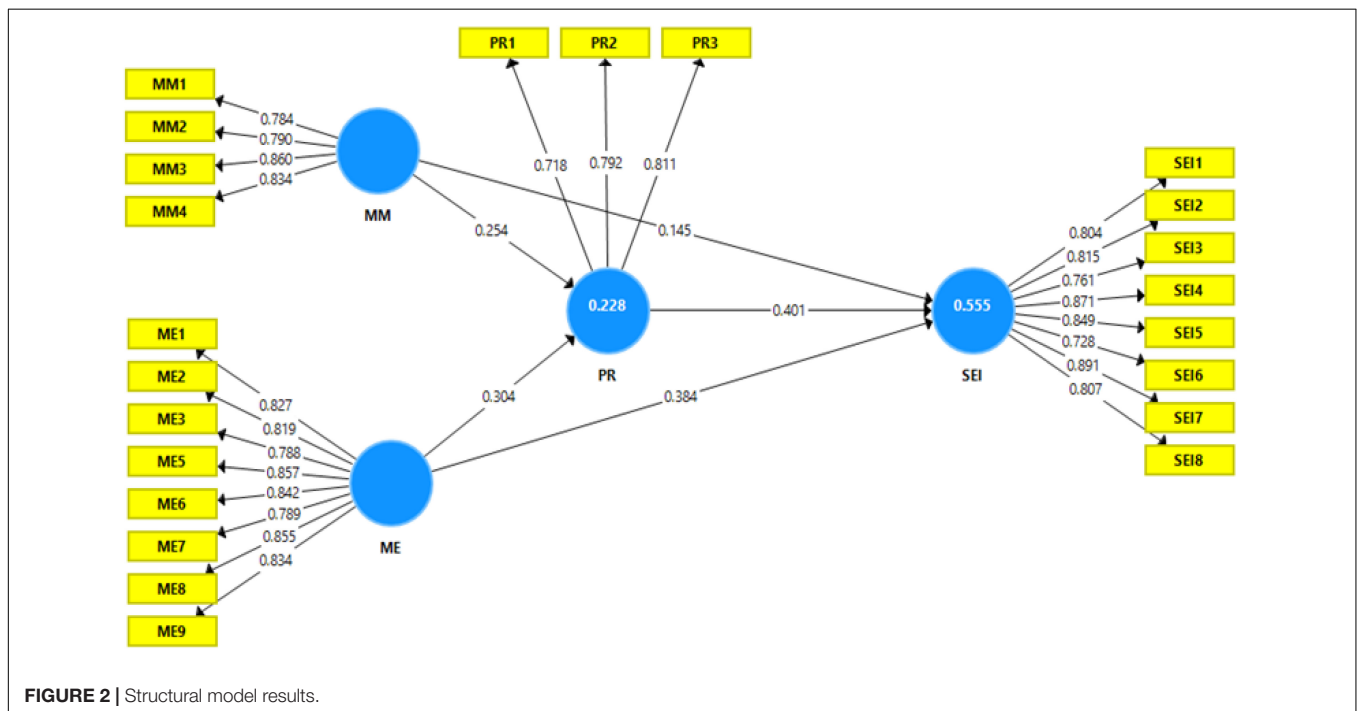 PR1 PR2 PR3
MM1
MM2
MM3
MM4
0.784
0.790
0.860
0.834
MM
0.718 0.792 0.811
0.254
0.145
0.228
PR
0.401
0.555
SEI
0.804
0.815
0.761
0.871
0.849
0.728
0.891
0.807
SEI1
SEI2
SEI3
SEI4
SEI5
SEI6
SEI7
SEI8
ME1
ME2
ME3
ME5
ME6
ME7
ME8
ME9
0.827
0.819
0.788
0.857
0.842
0.789
0.855
0.834
ME
0.304
0.384
FIGURE 2 | Structural model results.